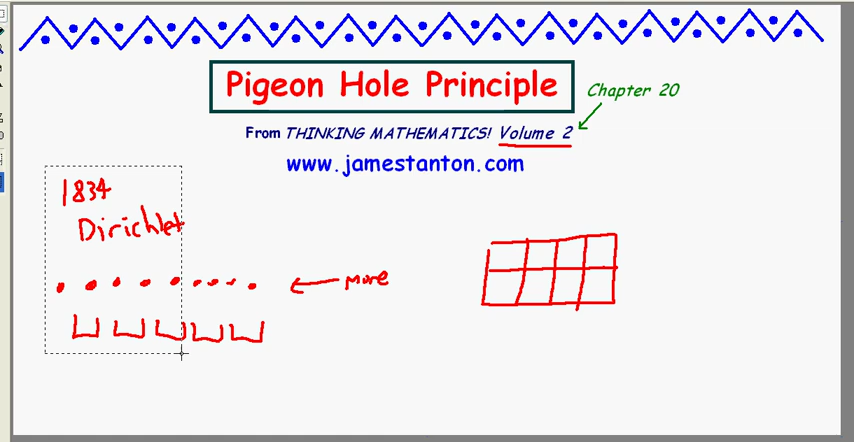 Pigeon Hole Principle
Chapter 20
From THINKING MATHEMATICS! Volume 2
www.jamestanton.com
1834
Dirichlet
more